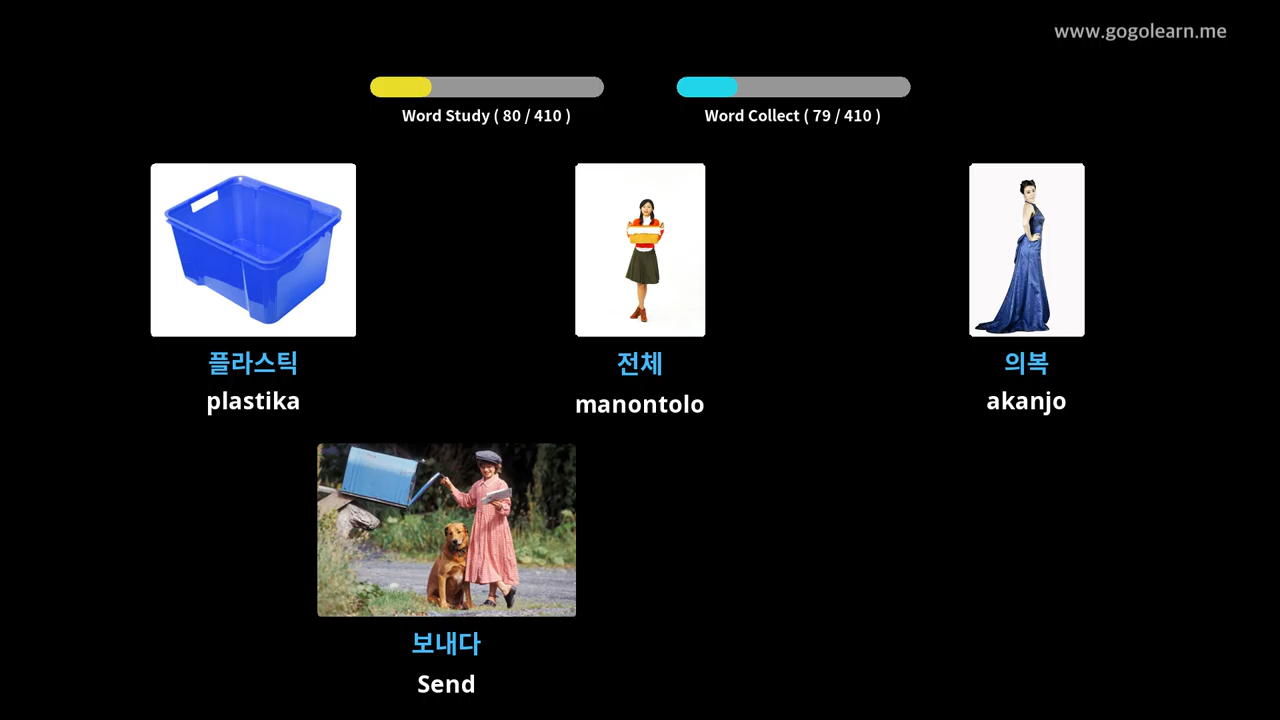 www.gogolearn.me
Word Study ( 80 / 410 )
Word Collect ( 79 / 410 )
플라스틱
plastika
전체
manontolo
의복
akanjo
보내다
Send